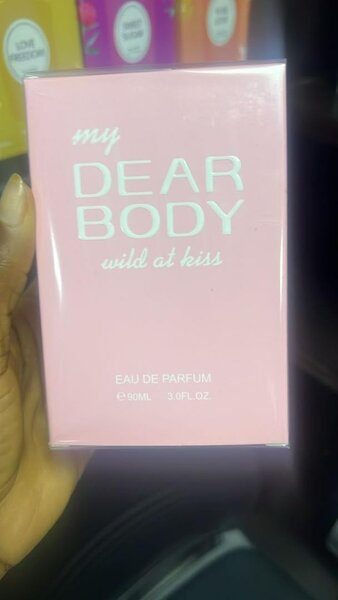 my
DEAR
BODY
wild at kiss
EAU DE PARFUM
℮ 90ML 3.0FL.OZ.